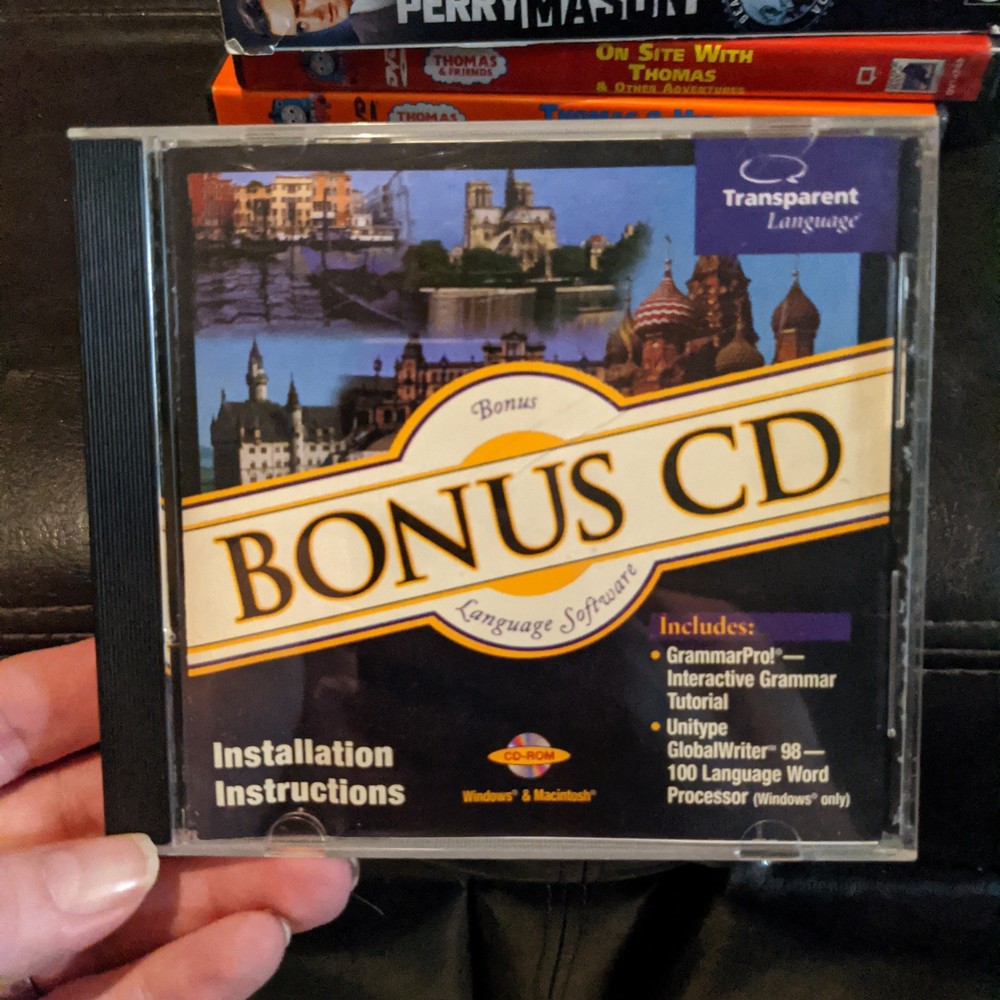 PERRY MASON
DVD
THOMAS
& FRIENDS
ON SITE WITH
THOMAS
& OTHER ADVENTURES
THOMAS
Transparent
Language
Bonus
BONUS CD
Language Software
Includes:
• GrammarPro!®—
Interactive Grammar
Tutorial
• Unitype
GlobalWriter™ 98—
100 Language Word
Processor (Windows® only)
Installation
Instructions
CD-ROM
Windows® & Macintosh®